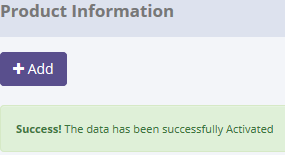 Product Information
+ Add
Success! The data has been successfully Activated